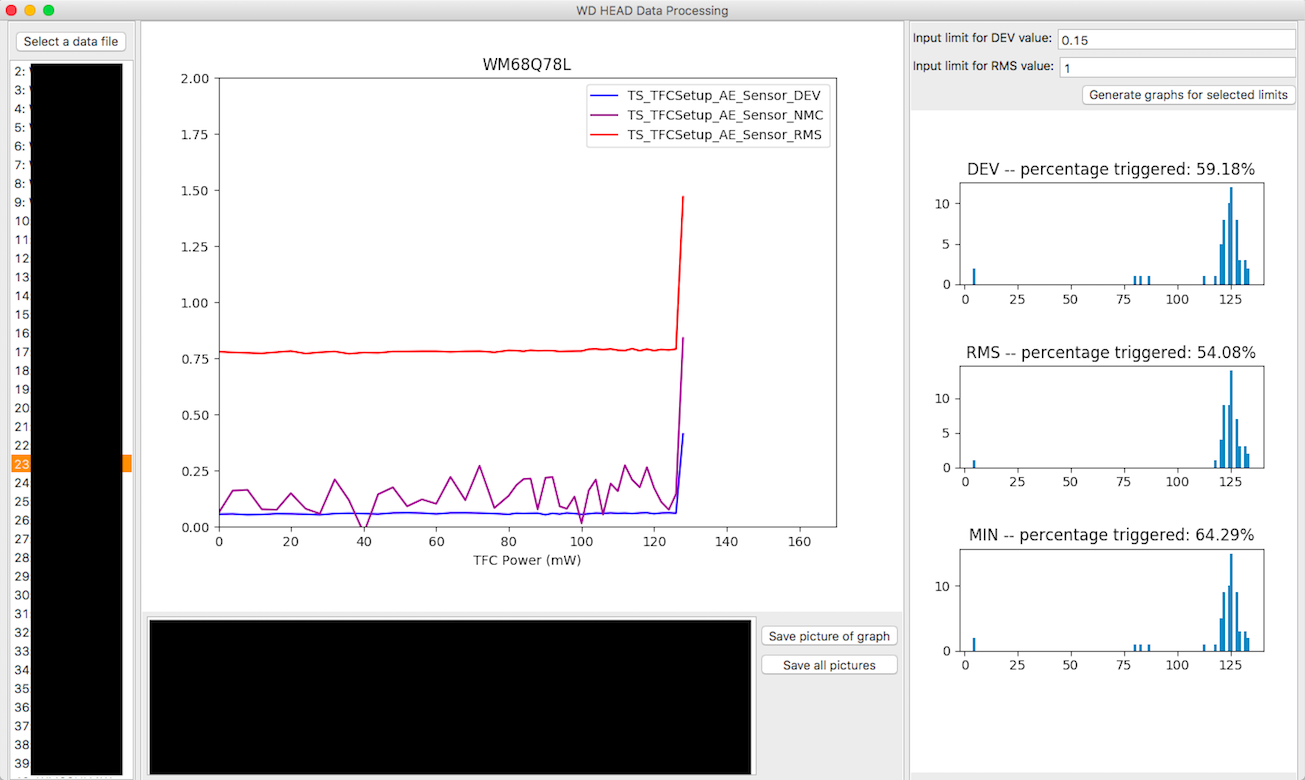 WD HEAD Data Processing
Select a data file
2:
3:
4:
5:
6:
7:
8:
9:
10
11
12
13
14
15
16
17
18
19
20
21
22
23
24
25
26
27
28
29
30
31
32
33
34
35
36
37
38
39
WM68Q78L
2.00
1.75
1.50
1.25
1.00
0.75
0.50
0.25
0.00
TS_TFCSetup_AE_Sensor_DEV
TS_TFCSetup_AE_Sensor_NMC
TS_TFCSetup_AE_Sensor_RMS
0 20 40 60 80 100 120 140 160
TFC Power (mW)
Save picture of graph
Save all pictures
Input limit for DEV value: 0.15
Input limit for RMS value: 1
Generate graphs for selected limits
DEV -- percentage triggered: 59.18%
10
5
0
0 25 50 75 100 125
RMS -- percentage triggered: 54.08%
10
5
0
0 25 50 75 100 125
MIN -- percentage triggered: 64.29%
10
0
0 25 50 75 100 125